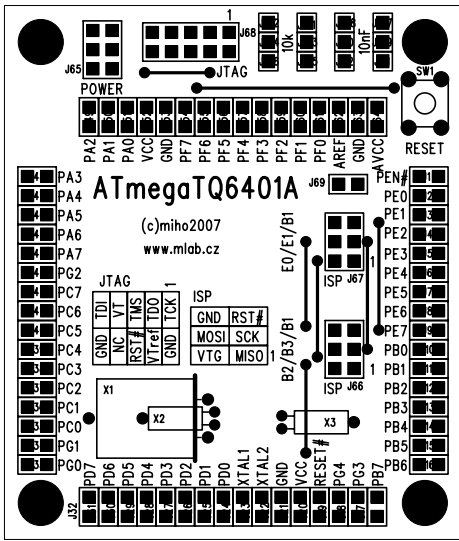 1
J65
J68
10k
10nF
SW1
JTAG
POWER
RESET
PA2 PA1 PA0 VCC GND PF7 PF6 PF5 PF4 PF3 PF2 PF1 PF0 AREF GND AVCC
J69
ATmegaTQ6401A
(c)miho2007
www.mlab.cz
PA3
PA4
PA5
PA6
PA7
PG2
PC7
PC6
PC5
PC4
PC3
PC2
PC1
PC0
PG1
PG0
PEN#
PE0
PE1
PE2
PE3
PE4
PE5
PE6
PE7
PB0
PB1
PB2
PB3
PB4
PB5
PB6
E0/E1/B1
1
ISP J67
B2/B3/B1
1
ISP J66
JTAG 1
TDI VT TMS TDO TCK
GND NC RST# VTref GND
ISP
GND RST#
MOSI SCK
VTG MISO 1
X1
X2
X3
J32
PD7 PD6 PD5 PD4 PD3 PD2 PD1 PD0 XTAL1 XTAL2 GND VCC RESET# PG4 PG3 PB7